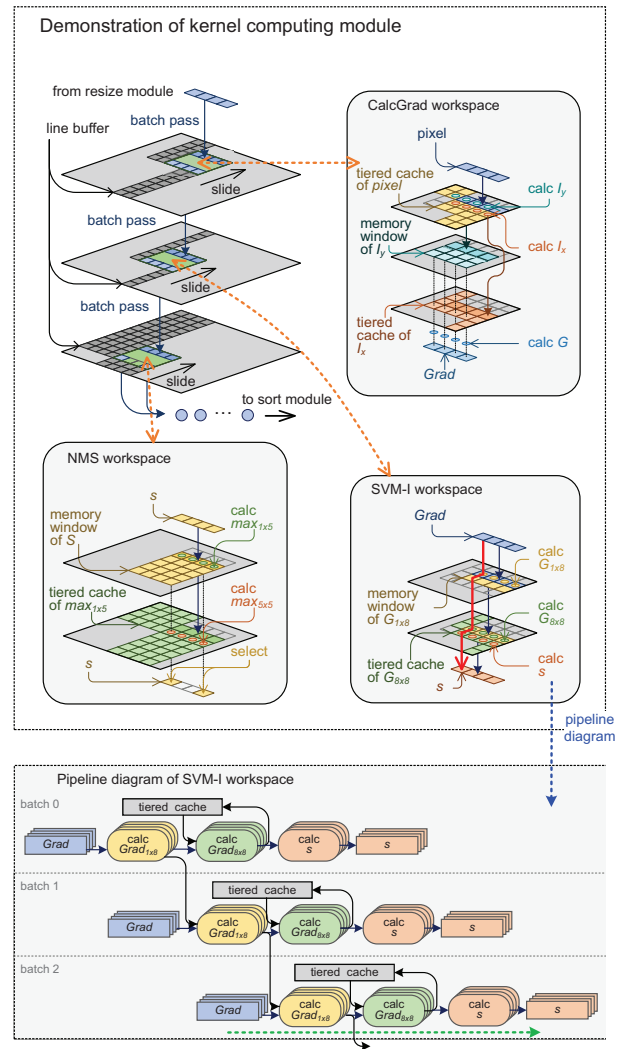 Demonstration of kernel computing module
from resize module
batch pass
line buffer
slide
batch pass
slide
batch pass
slide
to sort module
CalcGrad workspace
pixel
tiered cache
of pixel
calc Iy
memory
window
of Iy
calc Ix
tiered
cache of
Ix
calc G
Grad
NMS workspace
s
memory
window
of S
calc
max1x5
tiered cache
of max1x5
calc
max5x5
s
select
SVM-I workspace
Grad
calc
G1x8
memory
window
of G1x8
calc
G8x8
tiered cache
of G8x8
calc
s
s
pipeline
diagram
Pipeline diagram of SVM-I workspace
batch 0
tiered cache
Grad
calc
Grad1x8
calc
Grad8x8
calc
s
s
batch 1
tiered cache
Grad
calc
Grad1x8
calc
Grad8x8
calc
s
s
batch 2
tiered cache
Grad
calc
Grad1x8
calc
Grad8x8
calc
s
s